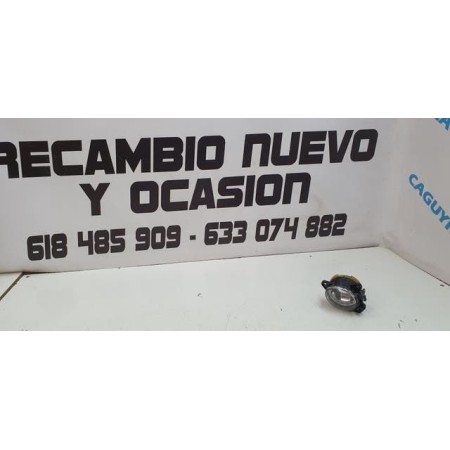 RECAMBIO NUEVO
Y OCASION
618 485 909 - 633 074 882